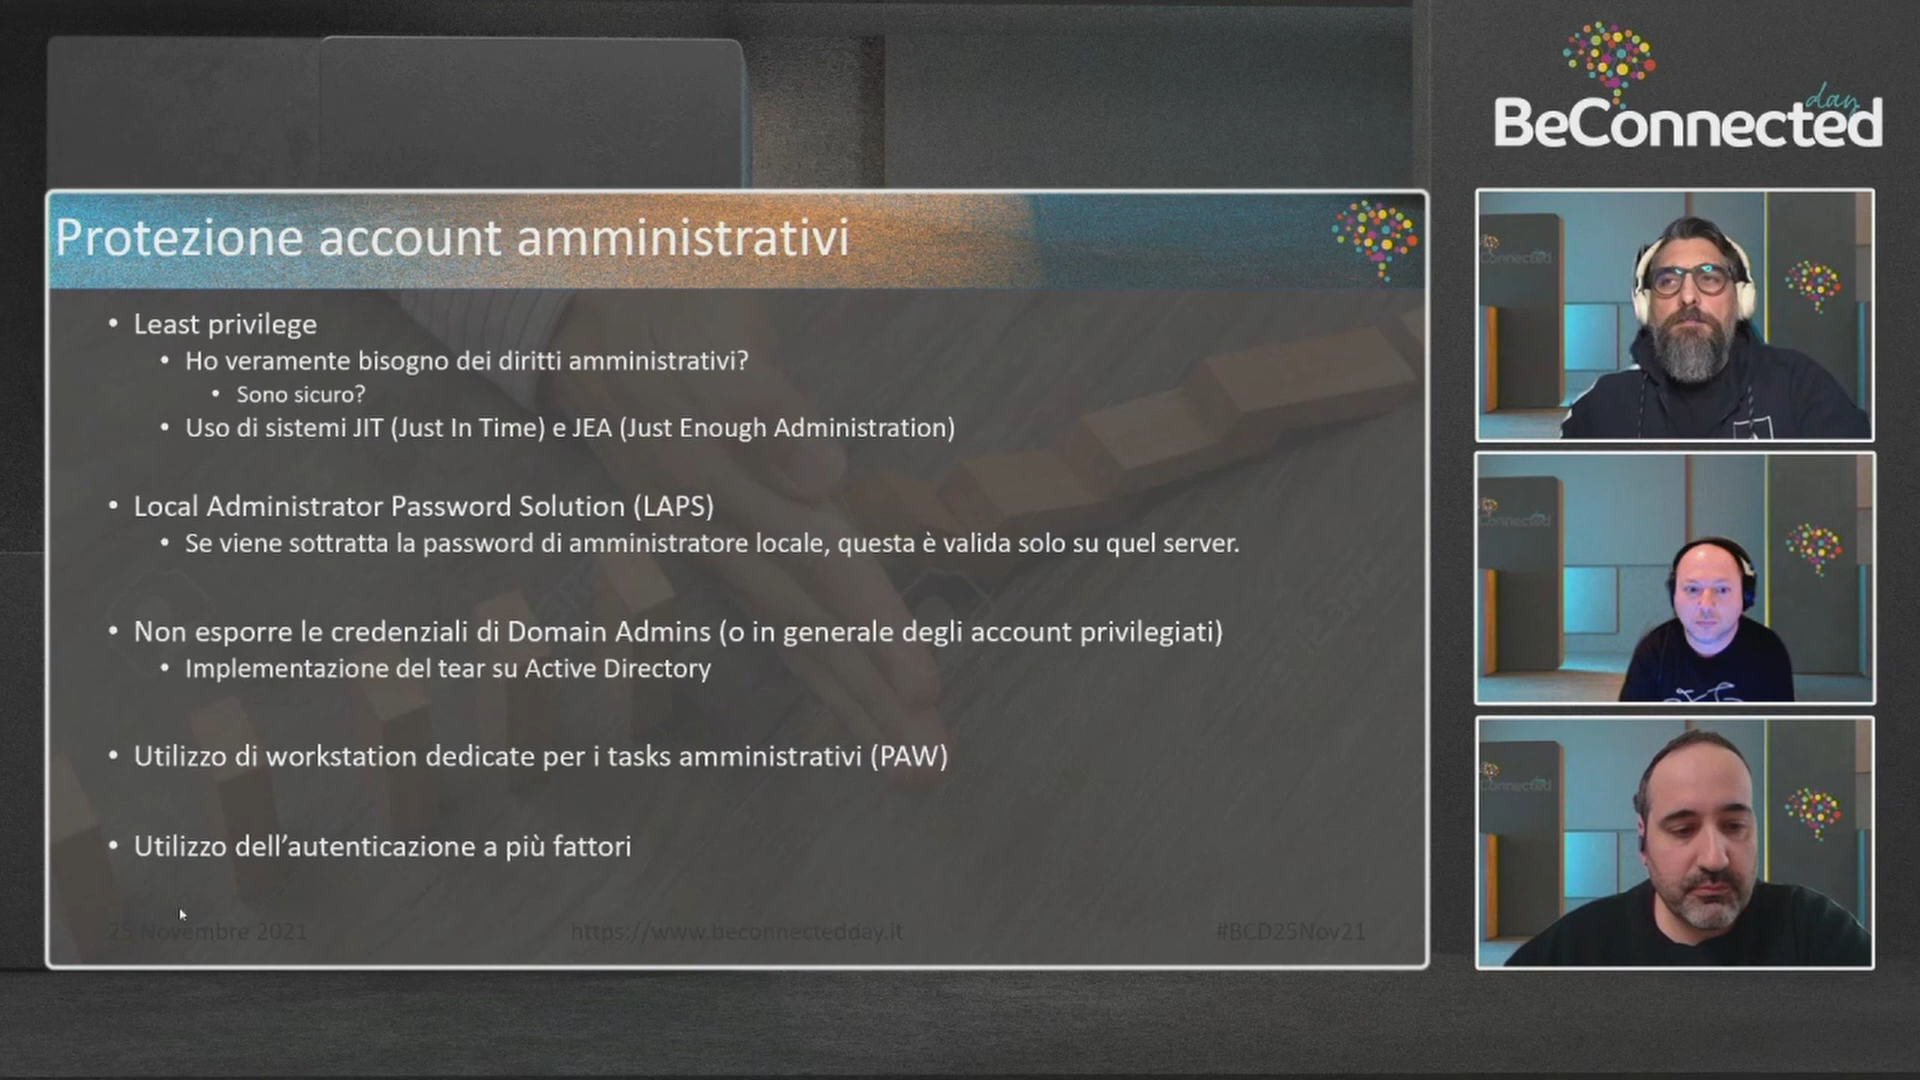 day
BeConnected
Protezione account amministrativi
• Least privilege
• Ho veramente bisogno dei diritti amministrativi?
• Sono sicuro?
• Uso di sistemi JIT (Just In Time) e JEA (Just Enough Administration)
• Local Administrator Password Solution (LAPS)
• Se viene sottratta la password di amministratore locale, questa è valida solo su quel server.
• Non esporre le credenziali di Domain Admins (o in generale degli account privilegiati)
• Implementazione del tear su Active Directory
• Utilizzo di workstation dedicate per i tasks amministrativi (PAW)
• Utilizzo dell’autenticazione a più fattori
25 Novembre 2021
https://www.beconnectedday.it
#BCD25Nov21
Connected
Connected
Connected